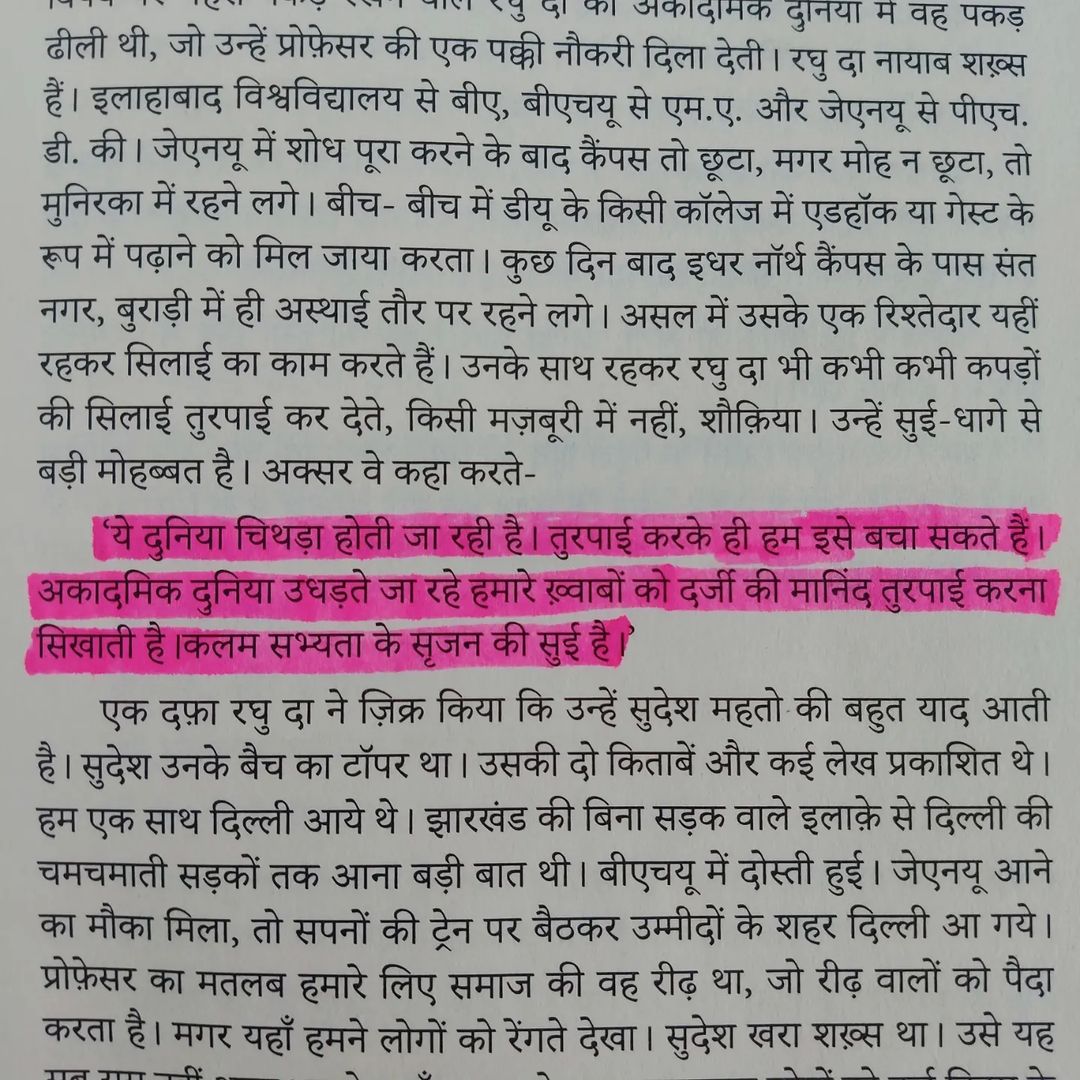 रघु दा की अकादमिक दुनिया में वह पकड़
ढीली थी, जो उन्हें प्रोफ़ेसर की एक पक्की नौकरी दिला देती। रघु दा नायाब शख़्स
हैं। इलाहाबाद विश्वविद्यालय से बीए, बीएचयू से एम.ए. और जेएनयू से पीएच.
डी. की। जेएनयू में शोध पूरा करने के बाद कैंपस तो छूटा, मगर मोह न छूटा, तो
मुनिरका में रहने लगे। बीच- बीच में डीयू के किसी कॉलेज में एडहॉक या गेस्ट के
रूप में पढ़ाने को मिल जाया करता। कुछ दिन बाद इधर नॉर्थ कैंपस के पास संत
नगर, बुराड़ी में ही अस्थाई तौर पर रहने लगे। असल में उसके एक रिश्तेदार यहीं
रहकर सिलाई का काम करते हैं। उनके साथ रहकर रघु दा भी कभी कभी कपड़ों
की सिलाई तुरपाई कर देते, किसी मज़बूरी में नहीं, शौक़िया। उन्हें सुई-धागे से
बड़ी मोहब्बत है। अक्सर वे कहा करते-
‘ये दुनिया चिथड़ा होती जा रही है। तुरपाई करके ही हम इसे बचा सकते हैं।
अकादमिक दुनिया उधड़ते जा रहे हमारे ख़्वाबों को दर्जी की मानिंद तुरपाई करना
सिखाती है।कलम सभ्यता के सृजन की सुई है।’
एक दफ़ा रघु दा ने ज़िक्र किया कि उन्हें सुदेश महतो की बहुत याद आती
है। सुदेश उनके बैच का टॉपर था। उसकी दो किताबें और कई लेख प्रकाशित थे।
हम एक साथ दिल्ली आये थे। झारखंड की बिना सड़क वाले इलाक़े से दिल्ली की
चमचमाती सड़कों तक आना बड़ी बात थी। बीएचयू में दोस्ती हुई। जेएनयू आने
का मौका मिला, तो सपनों की ट्रेन पर बैठकर उम्मीदों के शहर दिल्ली आ गये।
प्रोफ़ेसर का मतलब हमारे लिए समाज की वह रीढ़ था, जो रीढ़ वालों को पैदा
करता है। मगर यहाँ हमने लोगों को रेंगते देखा। सुदेश खरा शख़्स था। उसे यह